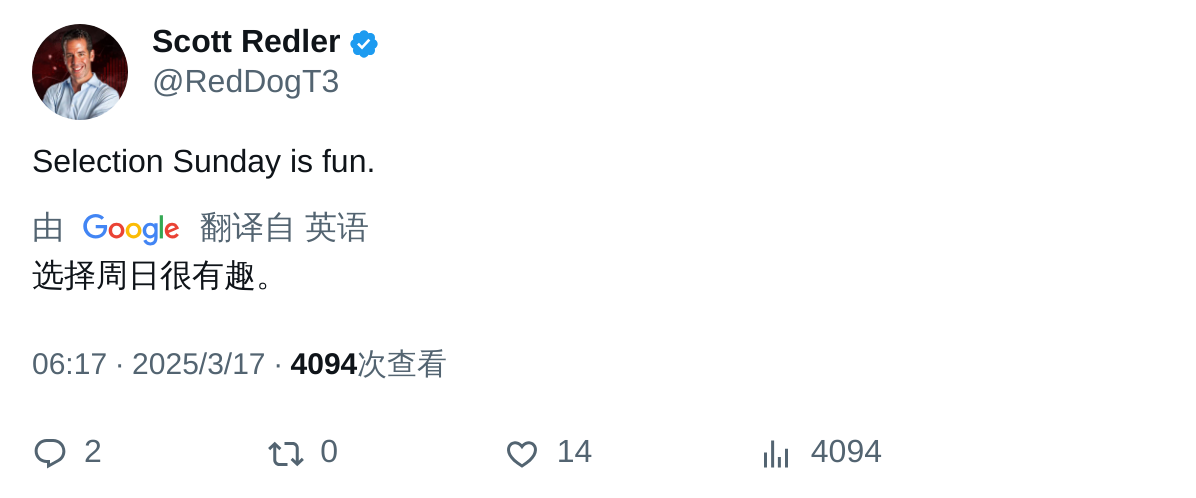 Scott Redler
@RedDogT3
Selection Sunday is fun.
由 Google 翻译自 英语
选择周日很有趣。
06:17 · 2025/3/17 · 4094次查看
2 0 14 4094